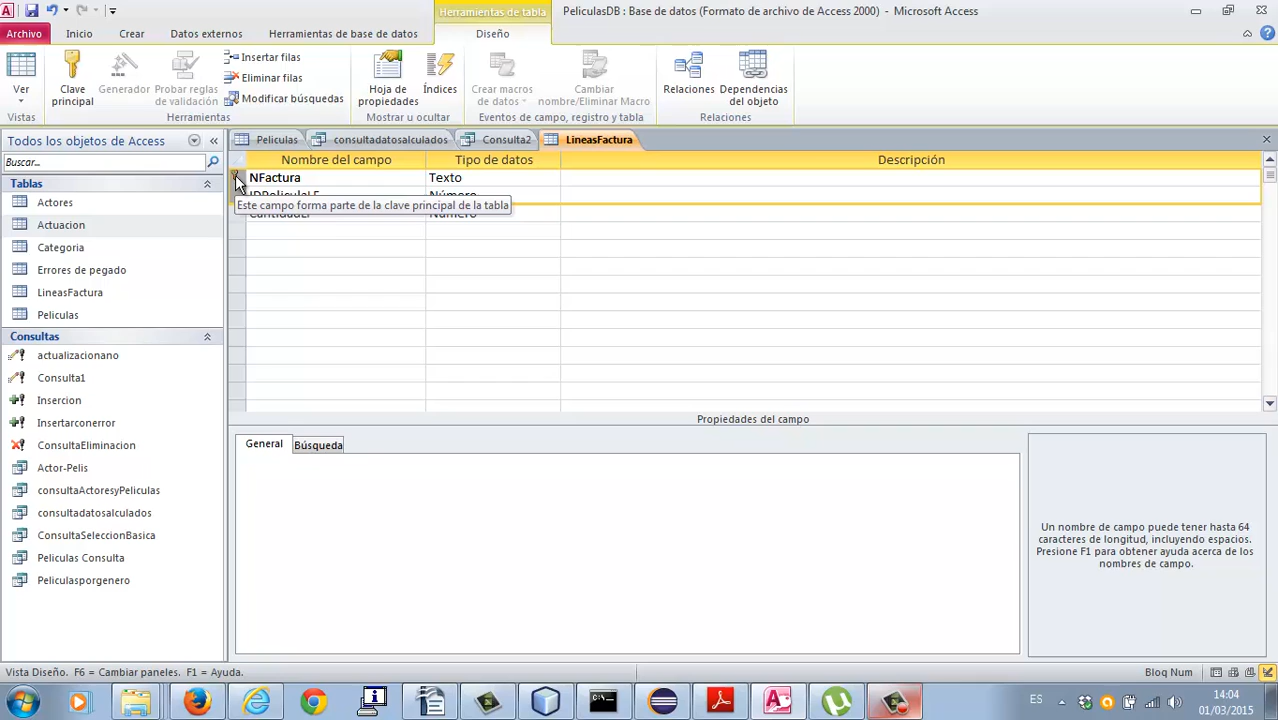 Herramientas de tabla
PeliculasDB : Base de datos (Formato de archivo de Access 2000) - Microsoft Access
Archivo Inicio Crear Datos externos Herramientas de base de datos Diseño
Ver
Clave principal
Generador
Probar reglas de validación
Insertar filas
Eliminar filas
Modificar búsquedas
Hoja de propiedades
Índices
Crear macros de datos
Cambiar nombre/Eliminar Macro
Relaciones
Dependencias del objeto
Vistas Herramientas Mostrar u ocultar Eventos de campo, registro y tabla Relaciones
Todos los objetos de Access
Buscar...
Tablas
Actores
Actuacion
Categoria
Errores de pegado
LineasFactura
Peliculas
Consultas
actualizacionano
Consulta1
Insercion
Insertarconerror
ConsultaEliminacion
Actor-Pelis
consultaActoresyPeliculas
consultadatosalculados
ConsultaSeleccionBasica
Peliculas Consulta
Peliculasporgenero
Peliculas consultadatosalculados Consulta2 LineasFactura
Nombre del campo Tipo de datos Descripción
NFactura Texto
IDPeliculaLF Número
Este campo forma parte de la clave principal de la tabla
CantidadLF Número
Propiedades del campo
General Búsqueda
Un nombre de campo puede tener hasta 64
caracteres de longitud, incluyendo espacios.
Presione F1 para obtener ayuda acerca de los
nombres de campo.
Vista Diseño. F6 = Cambiar paneles. F1 = Ayuda.
Bloq Num
ES
14:04
01/03/2015